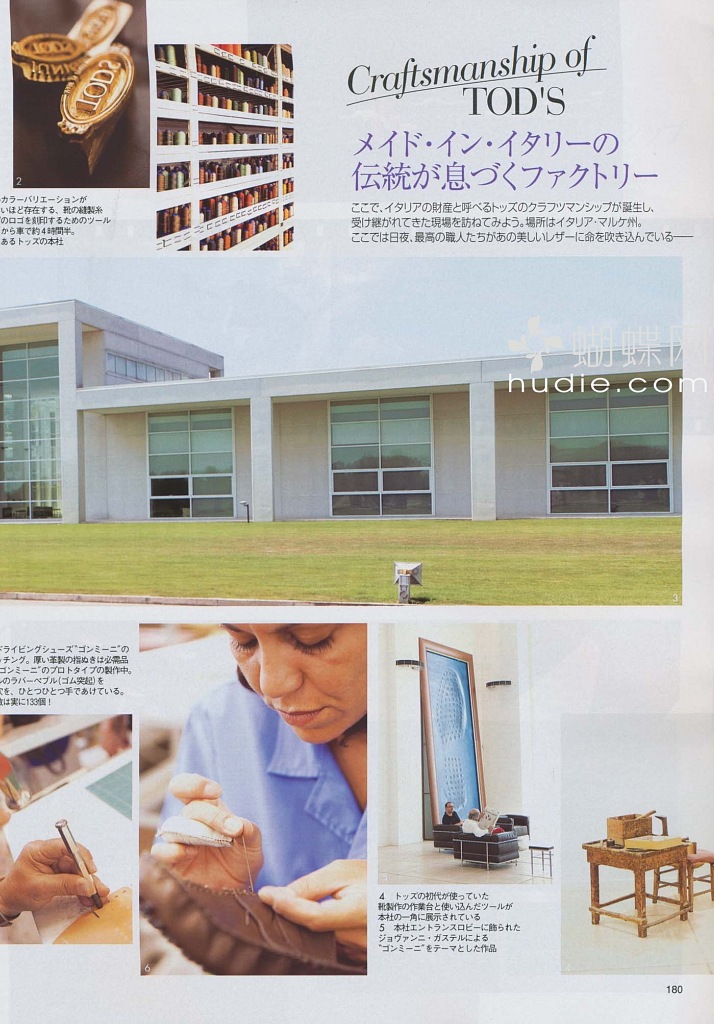 Craftsmanship of
TOD'S
メイド・イン・イタリーの
伝統が息づくファクトリー
ここで、イタリアの財産と呼べるトッズのクラフツマンシップが誕生し、
受け継がれてきた現場を訪ねてみよう。場所はイタリア・マルケ州。
ここでは日夜、最高の職人たちがあの美しいレザーに命を吹き込んでいる——
TOD'S
2
カラーバリエーションが
いほど存在する、靴の縫製糸
のロゴを刻印するためのツール
から車で約4時間半。
あるトッズの本社
蝴蝶网
hudie.com
3
ドライビングシューズ"ゴンミーニ"の
ッチング。厚い革製の指ぬきは必需品
"ゴンミーニ"のプロトタイプの製作中。
のラバーペブル(ゴム突起)を
穴を、ひとつひとつ手であけている。
数は実に133個!
6
4 トッズの初代が使っていた
靴製作の作業台と使い込んだツールが
本社の一角に展示されている
5 本社エントランスロビーに飾られた
ジョヴァンニ・ガステルによる
"ゴンミーニ"をテーマとした作品
180